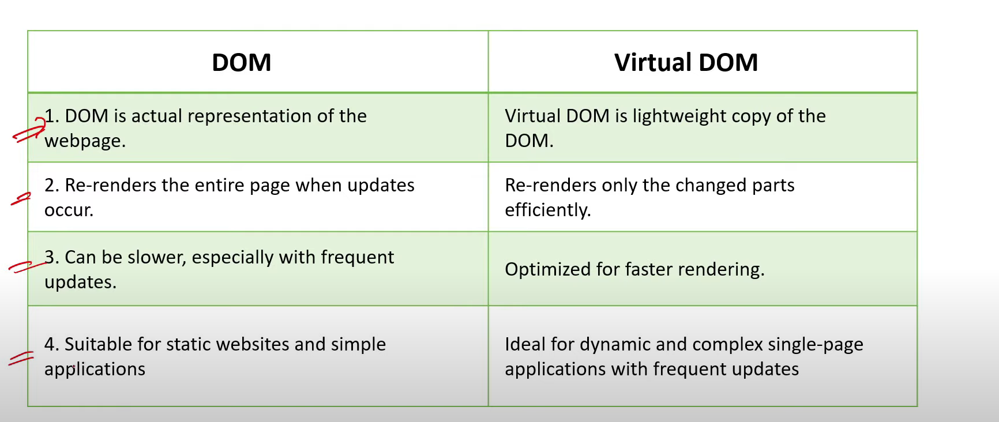 DOM
Virtual DOM
1. DOM is actual representation of the
webpage.
Virtual DOM is lightweight copy of the
DOM.
2. Re-renders the entire page when updates
occur.
Re-renders only the changed parts
efficiently.
3. Can be slower, especially with frequent
updates.
Optimized for faster rendering.
4. Suitable for static websites and simple
applications
Ideal for dynamic and complex single-page
applications with frequent updates